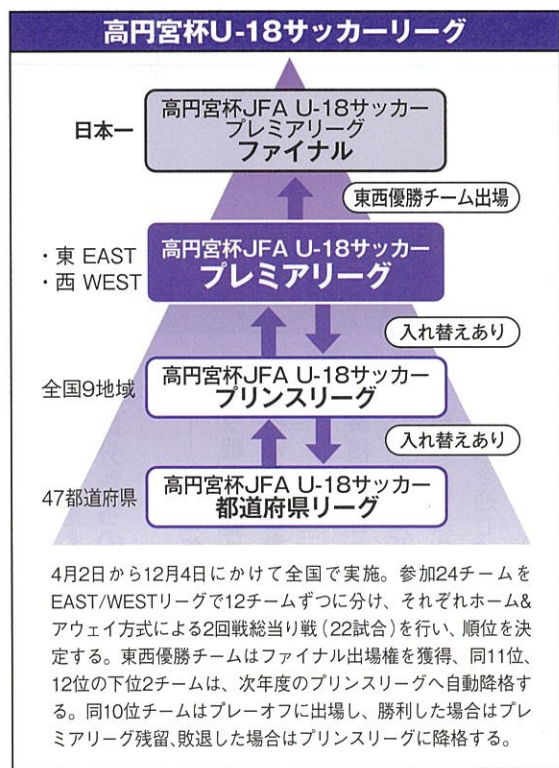 高円宮杯U-18サッカーリーグ
日本一
高円宮杯JFA U-18サッカー
プレミアリーグ
ファイナル
東西優勝チーム出場
・東 EAST
・西 WEST
高円宮杯JFA U-18サッカー
プレミアリーグ
入れ替えあり
全国9地域
高円宮杯JFA U-18サッカー
プリンスリーグ
入れ替えあり
47都道府県
高円宮杯JFA U-18サッカー
都道府県リーグ
4月2日から12月4日にかけて全国で実施。参加24チームを
EAST/WESTリーグで12チームずつに分け、それぞれホーム&
アウェイ方式による2回戦総当り戦(22試合)を行い、順位を決
定する。東西優勝チームはファイナル出場権を獲得、同11位、
12位の下位2チームは、次年度のプリンスリーグへ自動降格す
る。同10位チームはプレーオフに出場し、勝利した場合はプレ
ミアリーグ残留、敗退した場合はプリンスリーグに降格する。